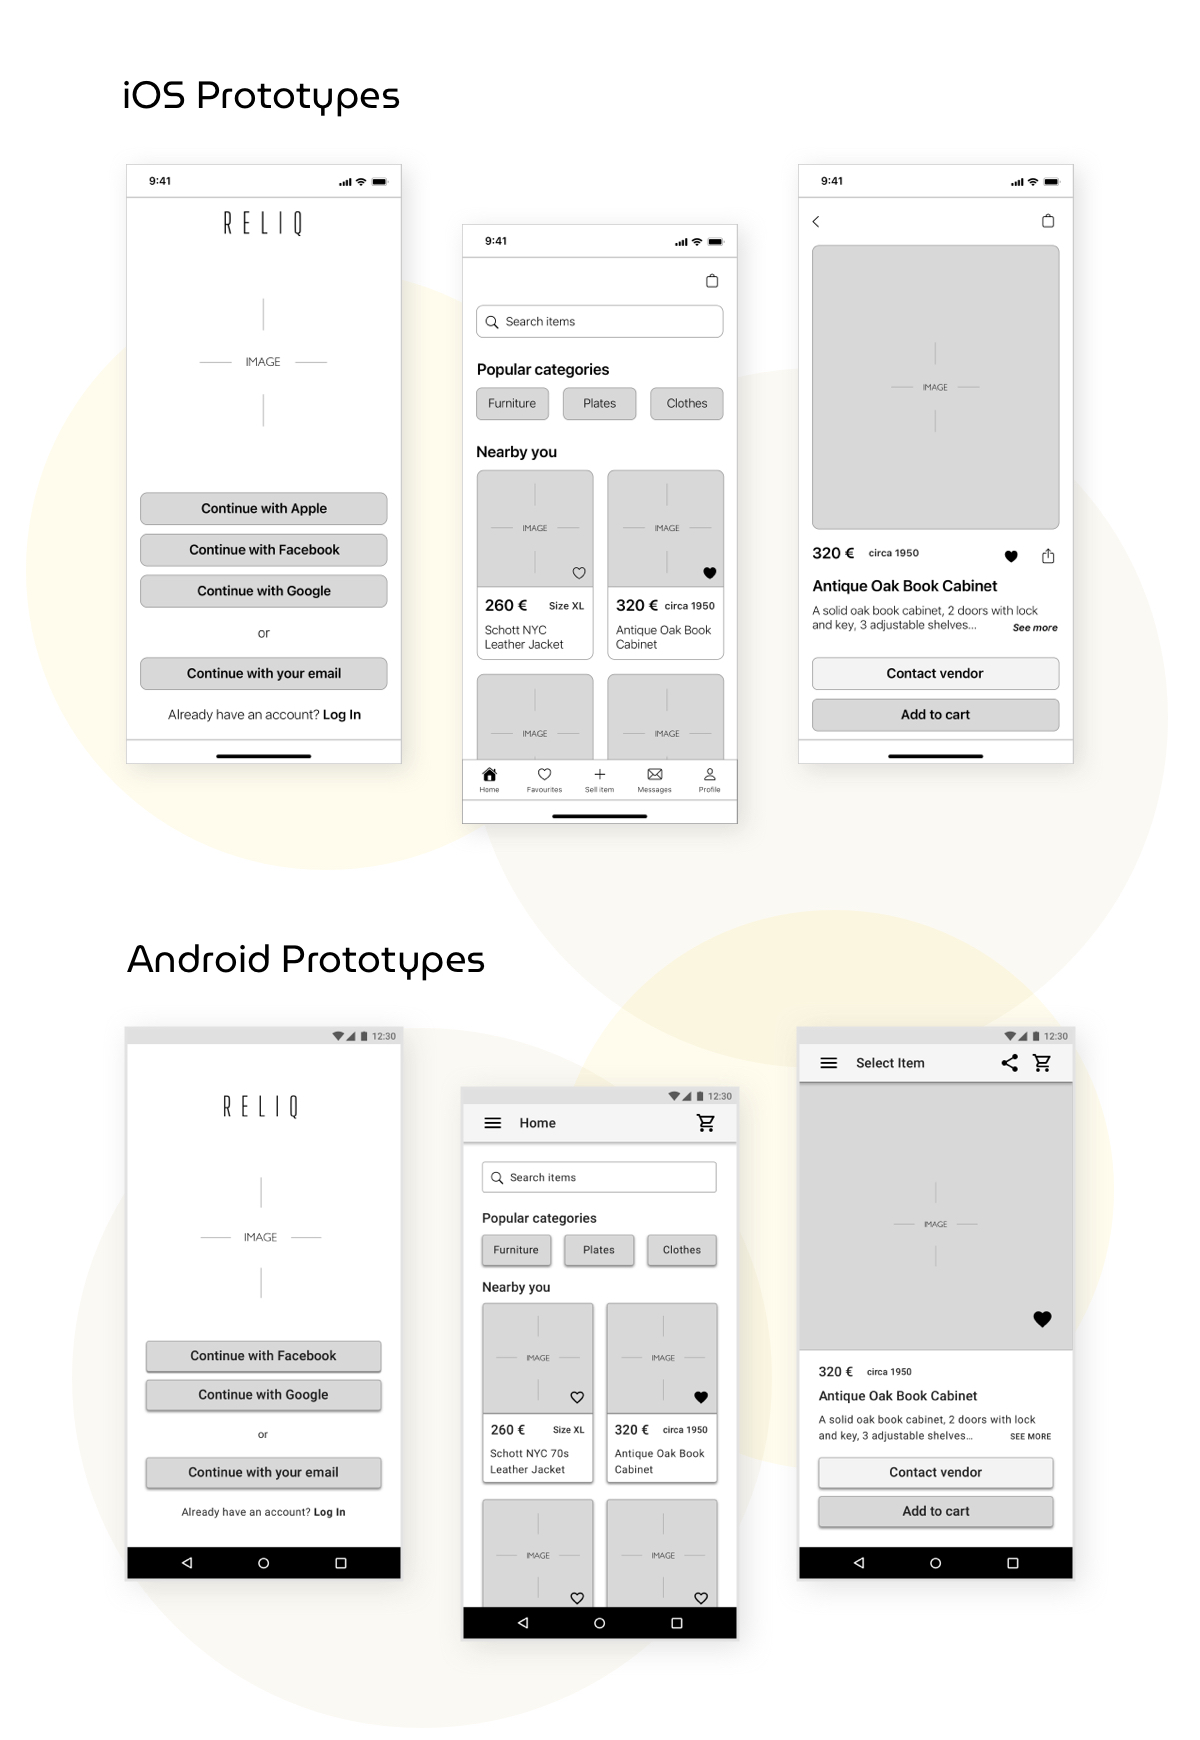 iOS Prototypes
9:41
RELIQ
IMAGE
Continue with Apple
Continue with Facebook
Continue with Google
or
Continue with your email
Already have an account? Log In
9:41
Search items
Popular categories
Furniture
Plates
Clothes
Nearby you
IMAGE
IMAGE
260 € Size XL
Schott NYC
Leather Jacket
320 € circa 1950
Antique Oak Book
Cabinet
IMAGE
IMAGE
Home
Favourites
Sell item
Messages
Profile
9:41
IMAGE
320 € circa 1950
Antique Oak Book Cabinet
A solid oak book cabinet, 2 doors with lock
and key, 3 adjustable shelves... See more
Contact vendor
Add to cart
Android Prototypes
12:30
RELIQ
IMAGE
Continue with Facebook
Continue with Google
or
Continue with your email
Already have an account? Log In
12:30
Home
Search items
Popular categories
Furniture
Plates
Clothes
Nearby you
IMAGE
IMAGE
260 € Size XL
Schott NYC 70s
Leather Jacket
320 € circa 1950
Antique Oak Book
Cabinet
IMAGE
IMAGE
12:30
Select Item
IMAGE
320 € circa 1950
Antique Oak Book Cabinet
A solid oak book cabinet, 2 doors with lock
and key, 3 adjustable shelves... SEE MORE
Contact vendor
Add to cart